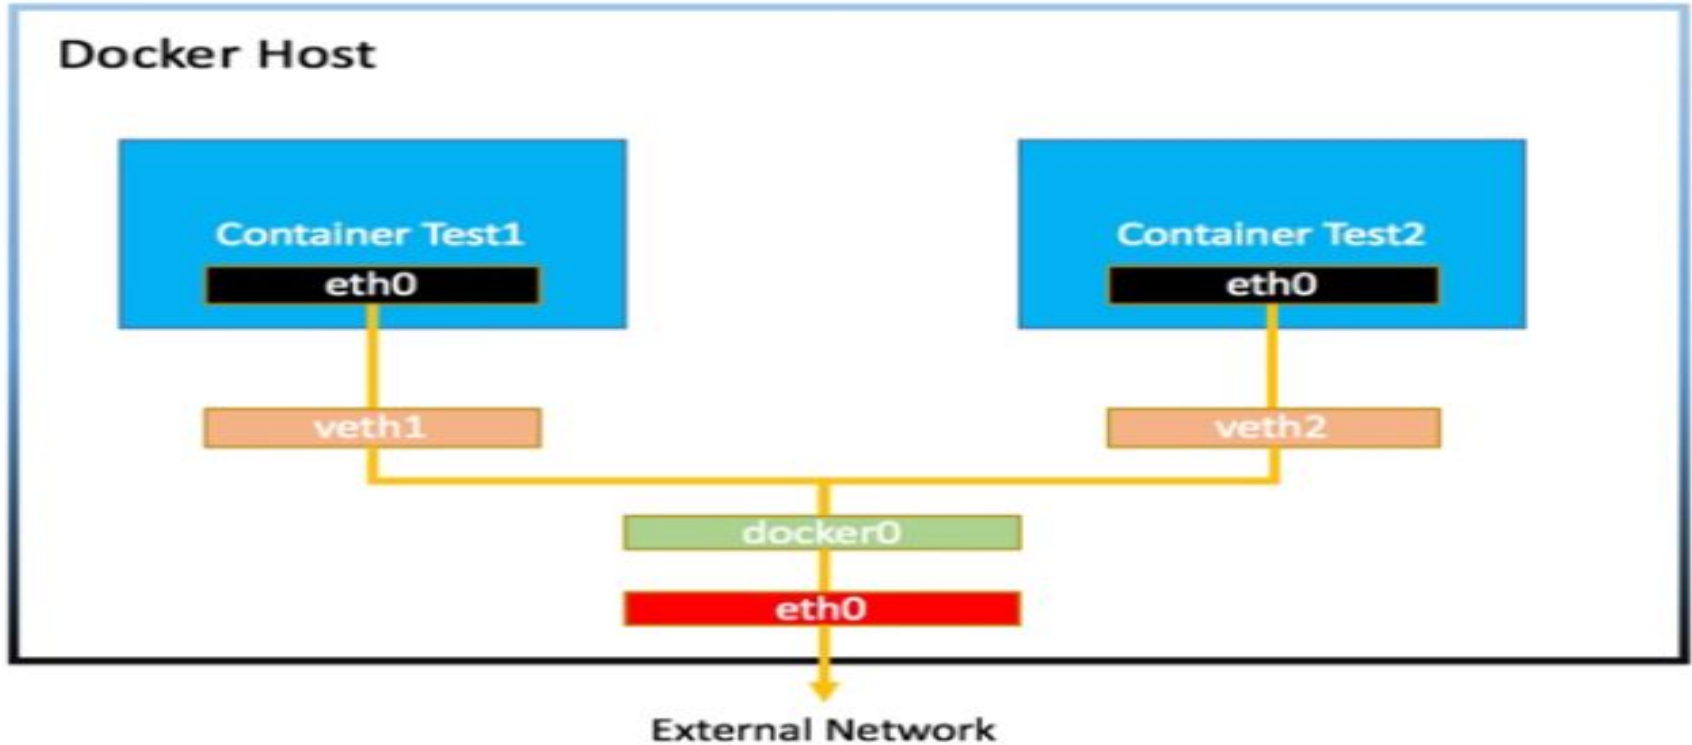 Docker Host
Container Test1
eth0
Container Test2
eth0
veth1
veth2
docker0
eth0
External Network